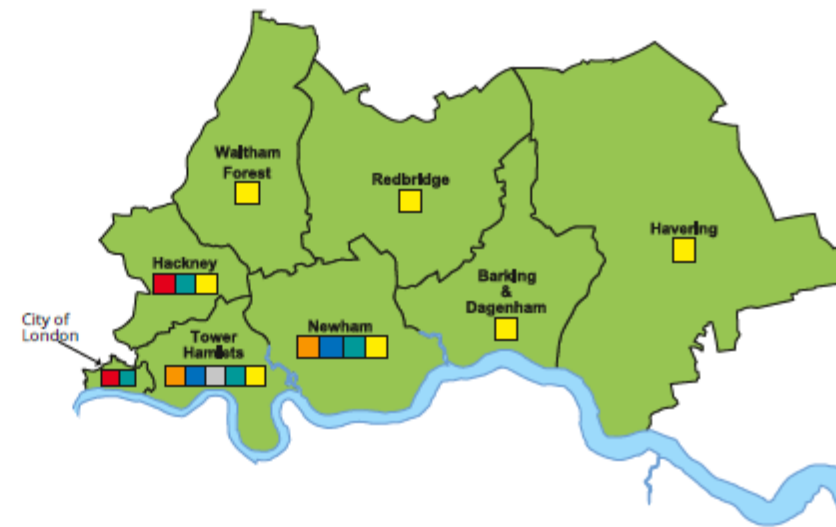 Waltham
Forest
Redbridge
Havering
Hackney
Barking
&
Dagenham
City of
London
Tower
Hamlets
Newham